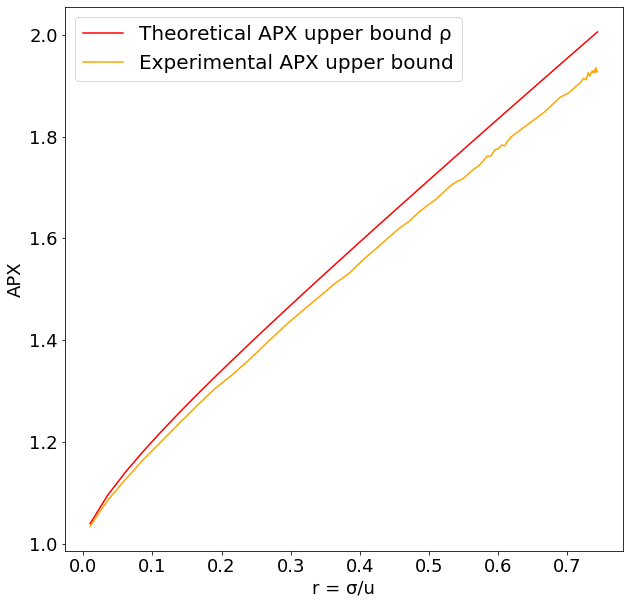 Theoretical APX upper bound ρ
Experimental APX upper bound
2.0
1.8
1.6
1.4
1.2
1.0
APX
0.0 0.1 0.2 0.3 0.4 0.5 0.6 0.7
r = σ/u